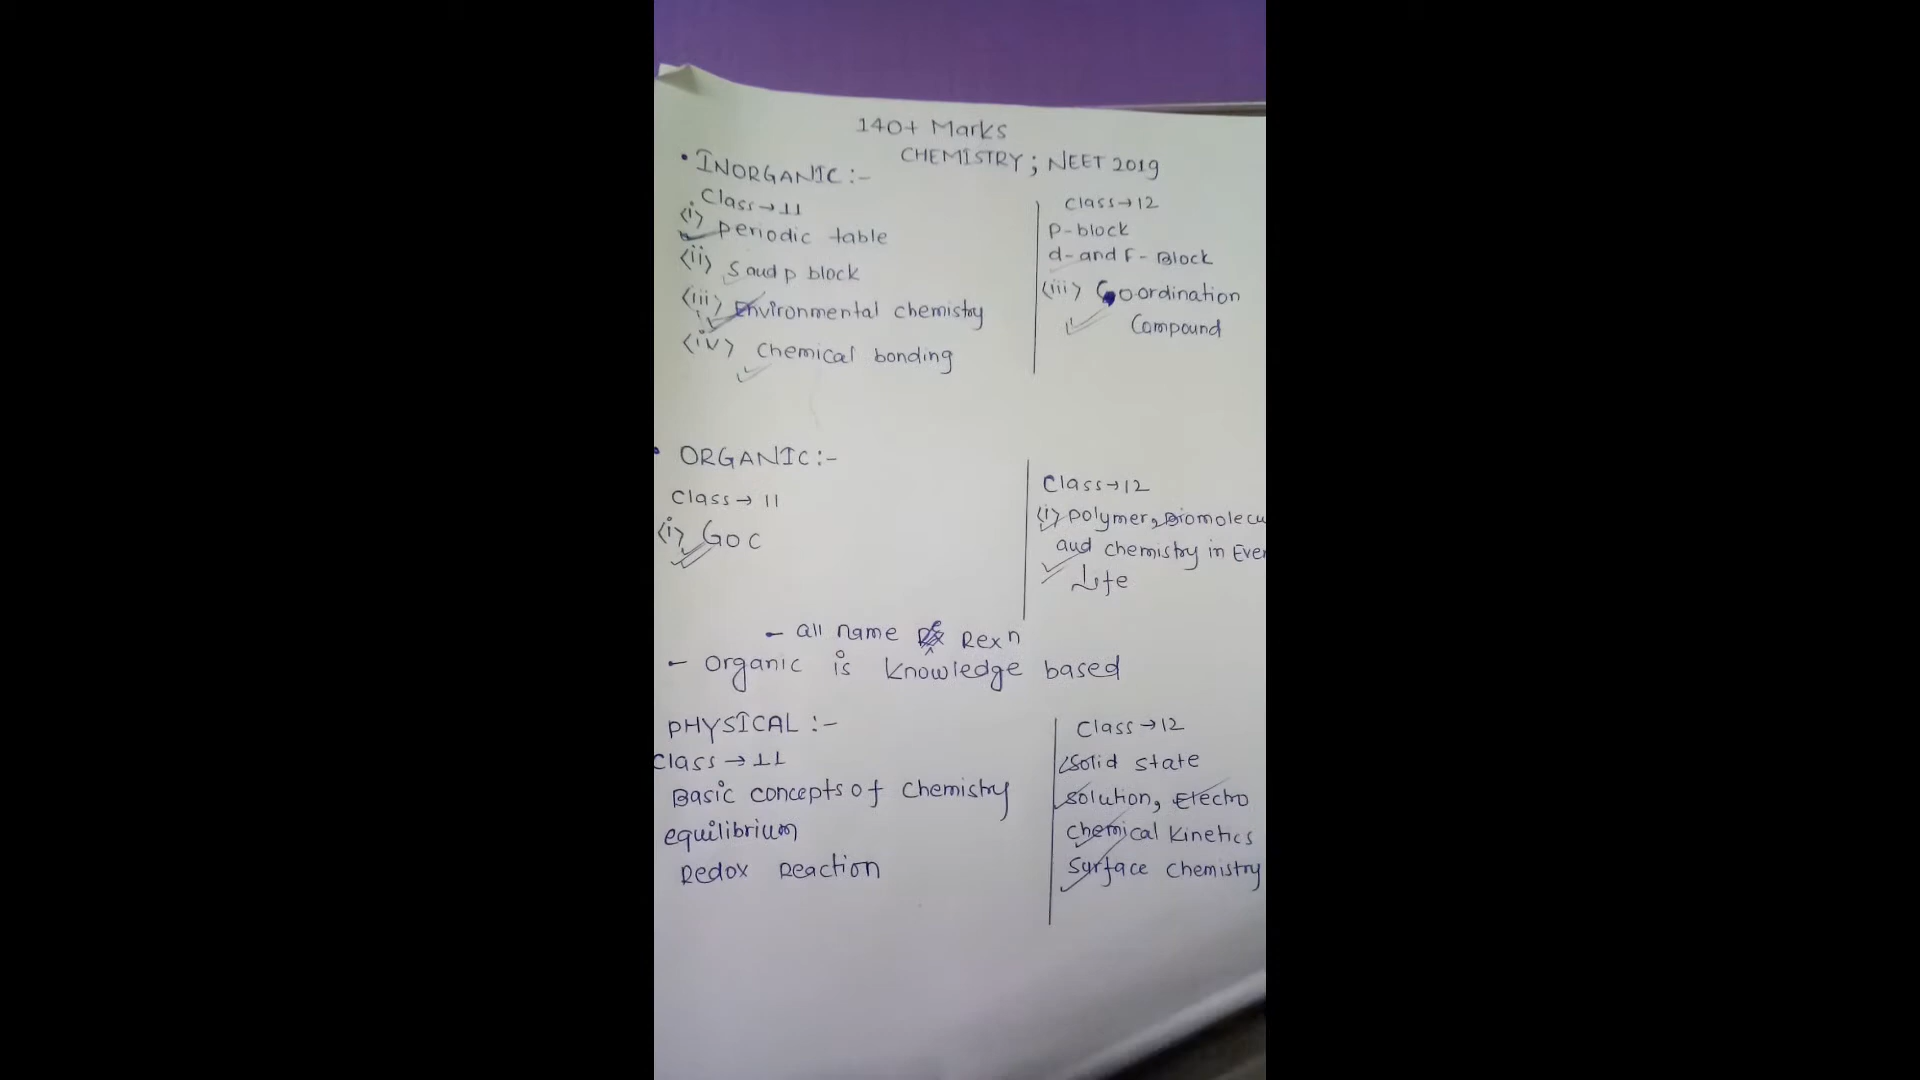 140+ Marks
CHEMISTRY; NEET 2019
• INORGANIC :-
Class → 11
(i) Periodic table
(ii) S and p block
(iii) Environmental chemistry
(iv) Chemical bonding
Class → 12
P-block
d- and F- Block
(iii) Co-ordination
Compound
• ORGANIC :-
Class → 11
(i) GOC
Class → 12
(i) Polymer, Biomolecu
and chemistry in Ever
Life
- all name Rexn
- Organic is knowledge based
PHYSICAL :-
Class → 11
Basic concepts of chemistry
equilibrium
Redox Reaction
Class → 12
Solid state
Solution, Electro
Chemical Kinetics
Surface chemistry